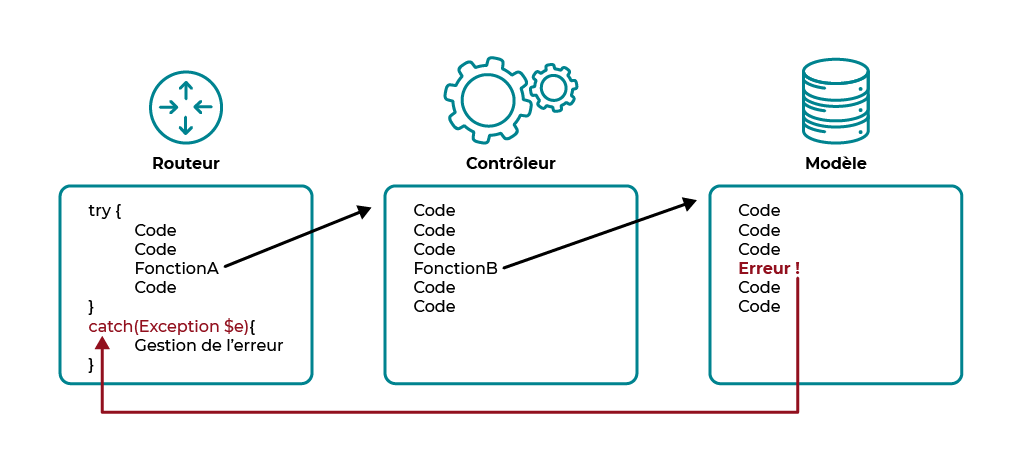 Routeur
try {
Code
Code
FonctionA
Code
}
catch(Exception $e){
Gestion de l’erreur
}
Contrôleur
Code
Code
Code
FonctionB
Code
Code
Modèle
Code
Code
Code
Erreur !
Code
Code